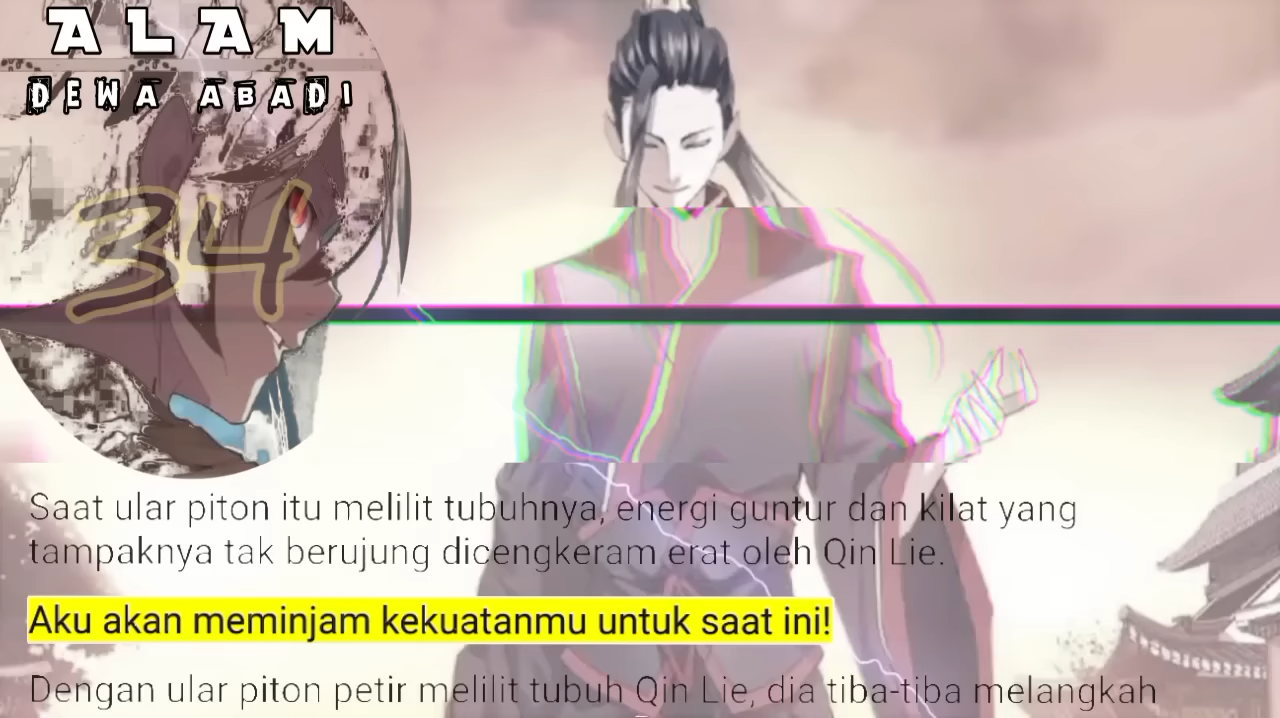 ALAM
DEWA ABADI
34
Saat ular piton itu melilit tubuhnya, energi guntur dan kilat yang
tampaknya tak berujung dicengkeram erat oleh Qin Lie.
Aku akan meminjam kekuatanmu untuk saat ini!
Dengan ular piton petir melilit tubuh Qin Lie, dia tiba-tiba melangkah